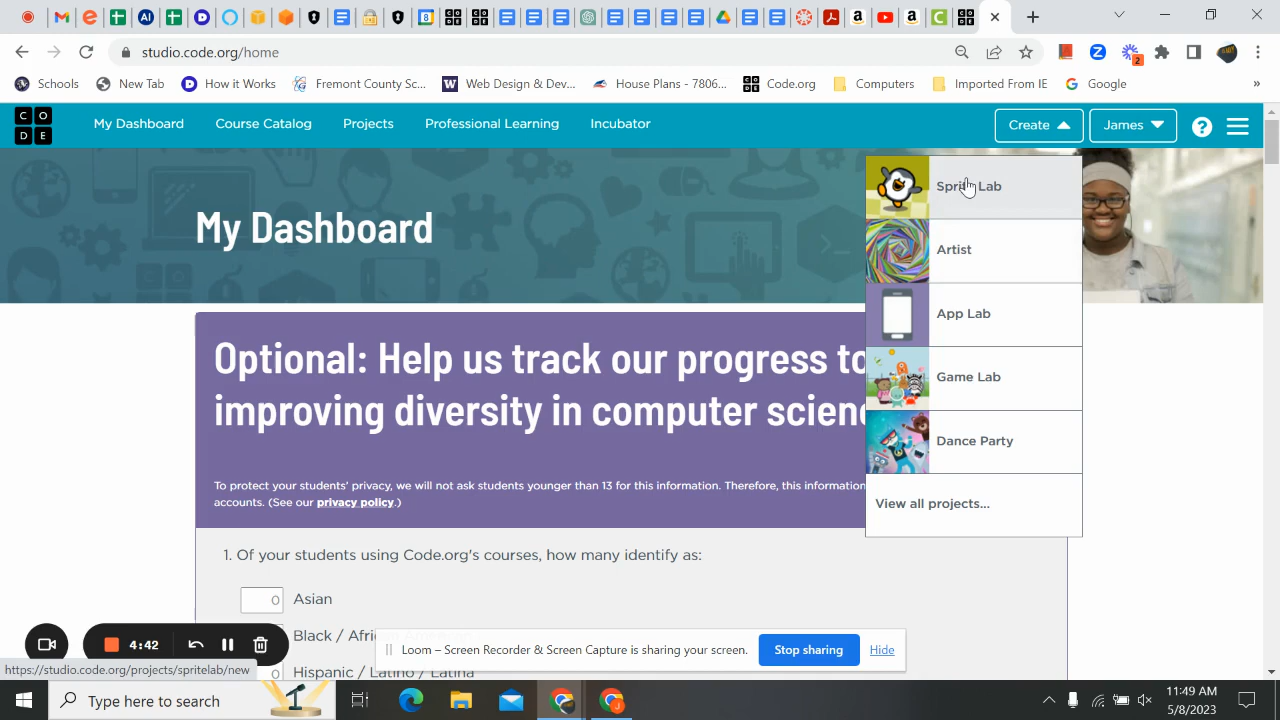 studio.code.org/home
2
Schools
New Tab
How it Works
Fremont County Sc...
Web Design & Dev...
House Plans - 7806...
Code.org
Computers
Imported From IE
Google
»
CODE
My Dashboard
Course Catalog
Projects
Professional Learning
Incubator
Create
James
?
My Dashboard
Sprite Lab
Artist
App Lab
Game Lab
Dance Party
View all projects...
Optional: Help us track our progress to
improving diversity in computer scien
To protect your students' privacy, we will not ask students younger than 13 for this information. Therefore, this information
accounts. (See our privacy policy.)
1. Of your students using Code.org's courses, how many identify as:
0 Asian
Black / African American
0 Hispanic / Latino / Latina
4:42
Loom – Screen Recorder & Screen Capture is sharing your screen.
Stop sharing
Hide
https://studio.code.org/projects/spritelab/new
Type here to search
11:49 AM
5/8/2023